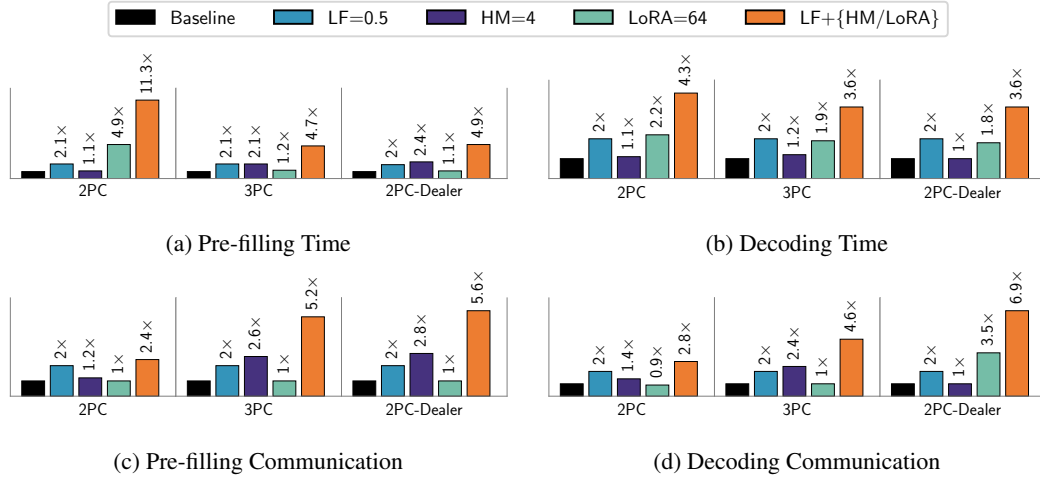 Baseline LF=0.5 HM=4 LoRA=64 LF+{HM/LoRA}
2.1× 1.1× 4.9× 11.3× 2.1× 2.1× 1.2× 4.7× 2× 2.4× 1.1× 4.9×
2PC 3PC 2PC-Dealer
(a) Pre-filling Time
2× 1.1× 2.2× 4.3× 2× 1.2× 1.9× 3.6× 2× 1× 1.8× 3.6×
2PC 3PC 2PC-Dealer
(b) Decoding Time
2× 1.2× 1× 2.4× 2× 2.6× 1× 5.2× 2× 2.8× 1× 5.6×
2PC 3PC 2PC-Dealer
(c) Pre-filling Communication
2× 1.4× 0.9× 2.8× 2× 2.4× 1× 4.6× 2× 1× 3.5× 6.9×
2PC 3PC 2PC-Dealer
(d) Decoding Communication